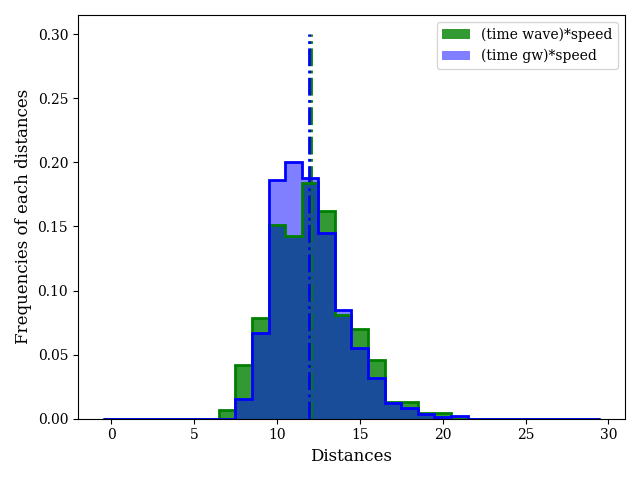 0.30
0.25
0.20
0.15
0.10
0.05
0.00
Frequencies of each distances
(time wave)*speed
(time gw)*speed
0 5 10 15 20 25 30
Distances